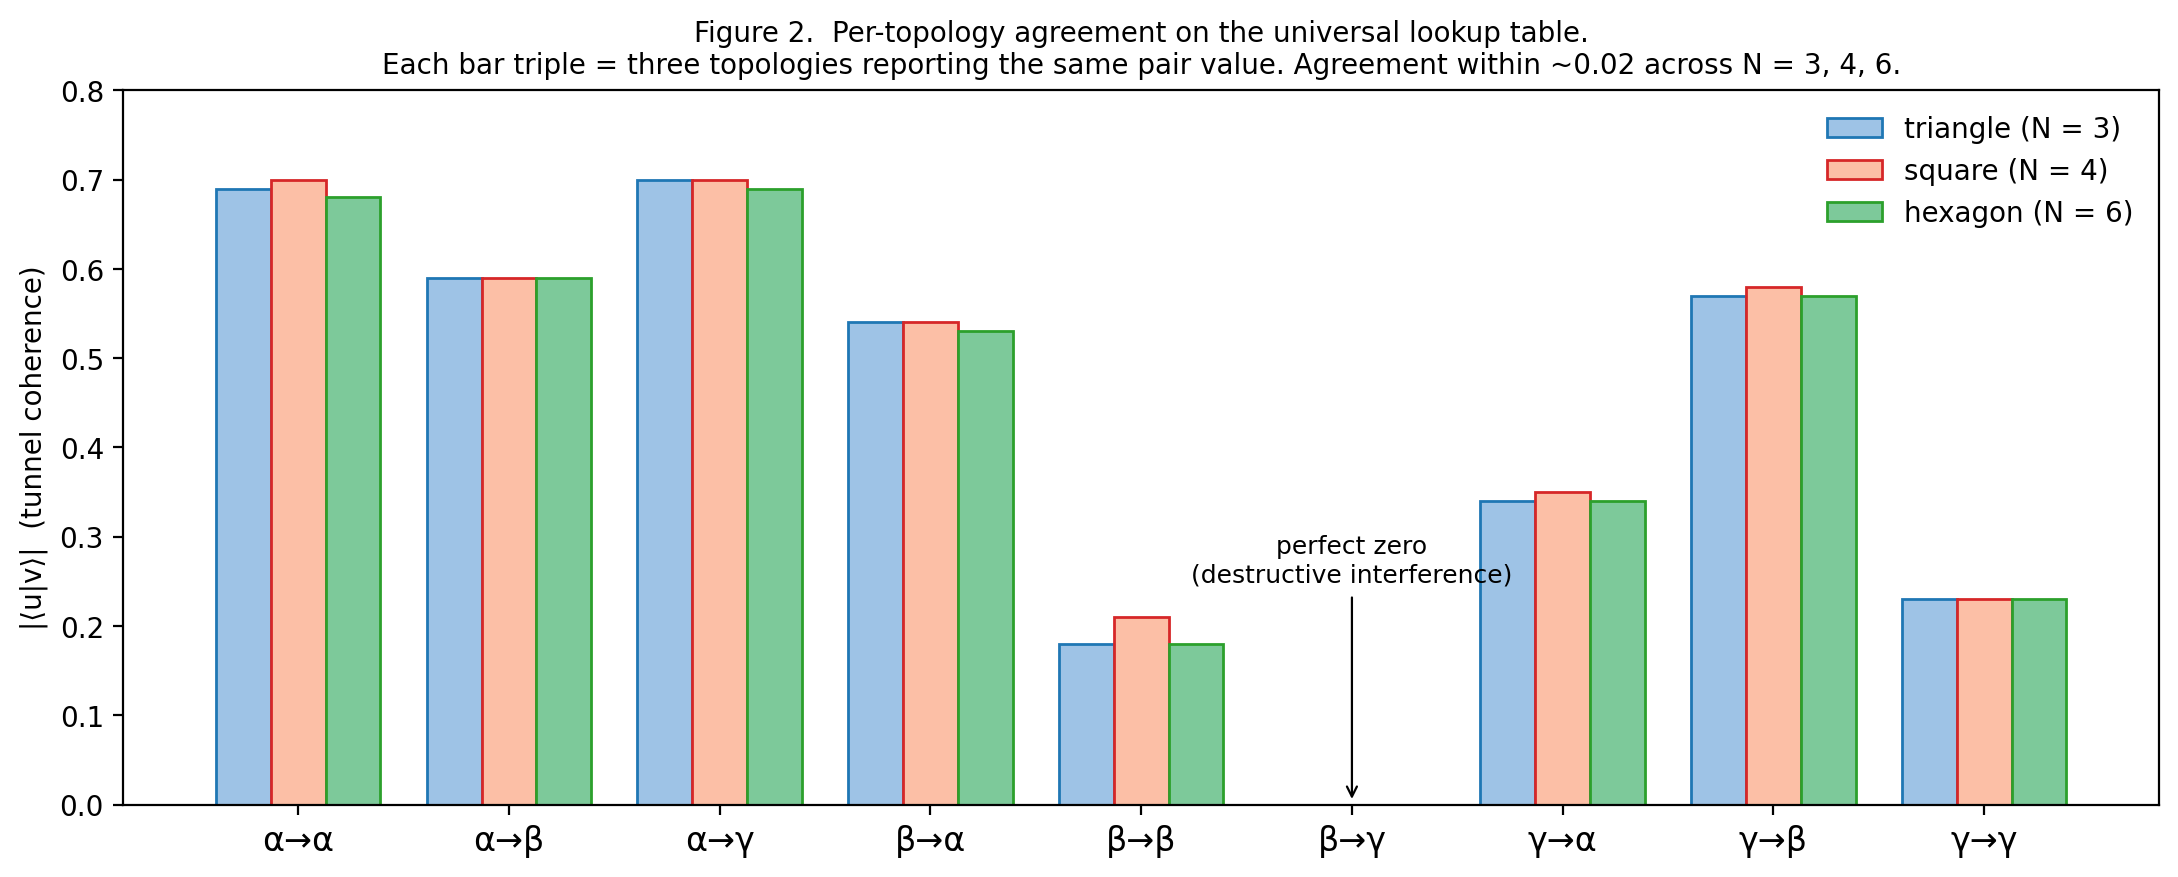 Figure 2.  Per-topology agreement on the universal lookup table.
Each bar triple = three topologies reporting the same pair value. Agreement within ~0.02 across N = 3, 4, 6.
|⟨u|v⟩|  (tunnel coherence)
0.8
0.7
0.6
0.5
0.4
0.3
0.2
0.1
0.0
triangle (N = 3)
square (N = 4)
hexagon (N = 6)
perfect zero
(destructive interference)
α→α
α→β
α→γ
β→α
β→β
β→γ
γ→α
γ→β
γ→γ